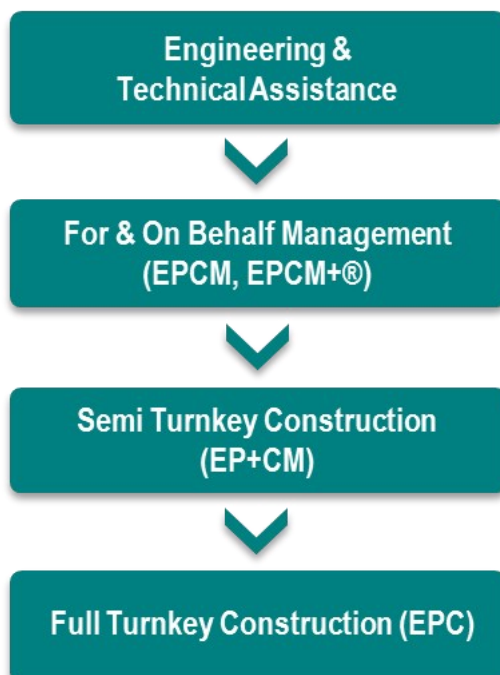 Engineering &
Technical Assistance
For & On Behalf Management
(EPCM, EPCM+®)
Semi Turnkey Construction
(EP+CM)
Full Turnkey Construction (EPC)